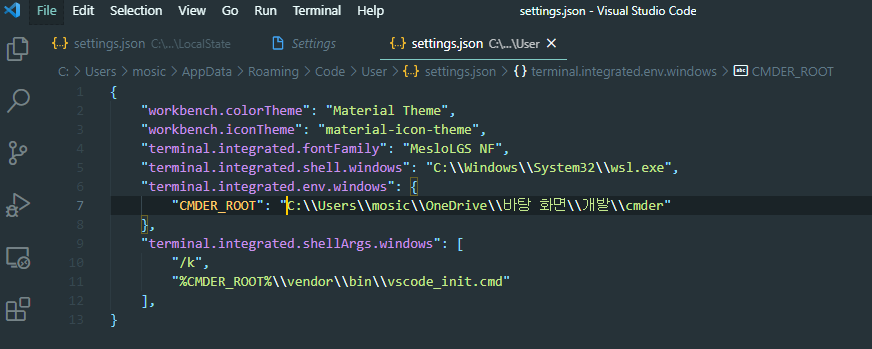 File Edit Selection View Go Run Terminal Help settings.json - Visual Studio Code
settings.json C:\...\LocalState Settings settings.json C:\...\User
C: > Users > mosic > AppData > Roaming > Code > User > settings.json > {} terminal.integrated.env.windows > CMDER_ROOT
1 {
2 "workbench.colorTheme": "Material Theme",
3 "workbench.iconTheme": "material-icon-theme",
4 "terminal.integrated.fontFamily": "MesloLGS NF",
5 "terminal.integrated.shell.windows": "C:\\Windows\\System32\\wsl.exe",
6 "terminal.integrated.env.windows": {
7 "CMDER_ROOT": "C:\\Users\\mosic\\OneDrive\\바탕 화면\\개발\\cmder"
8 },
9 "terminal.integrated.shellArgs.windows": [
10 "/k",
11 "%CMDER_ROOT%\\vendor\\bin\\vscode_init.cmd"
12 ],
13 }